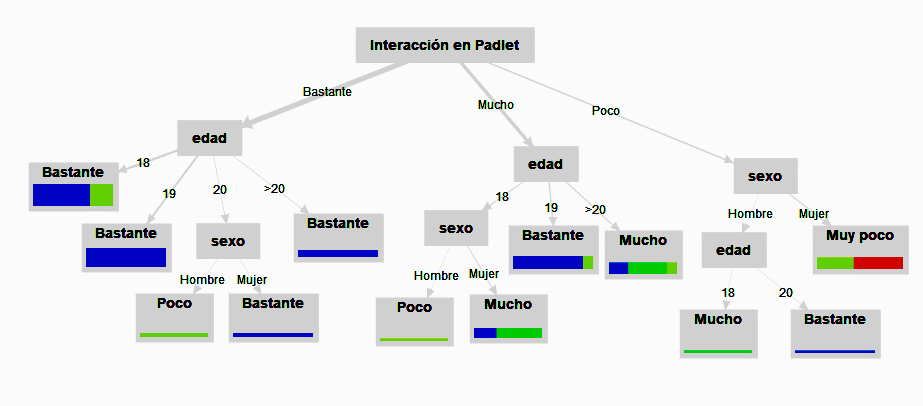 Interacción en Padlet
Bastante
Mucho
Poco
edad
edad
sexo
18
19
20
>20
18
19
>20
Hombre
Mujer
Bastante
Bastante
sexo
Bastante
sexo
Bastante
Mucho
edad
Muy poco
Hombre
Mujer
Hombre
Mujer
18
20
Poco
Bastante
Poco
Mucho
Mucho
Bastante